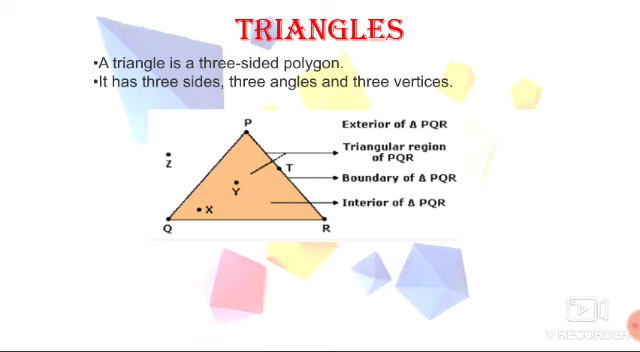 TRIANGLES
•A triangle is a three-sided polygon.
•It has three sides, three angles and three vertices.
P
Exterior of Δ PQR
Z
Triangular region
of PQR
T
Y
Boundary of Δ PQR
X
Interior of Δ PQR
Q
R
V RECORDER